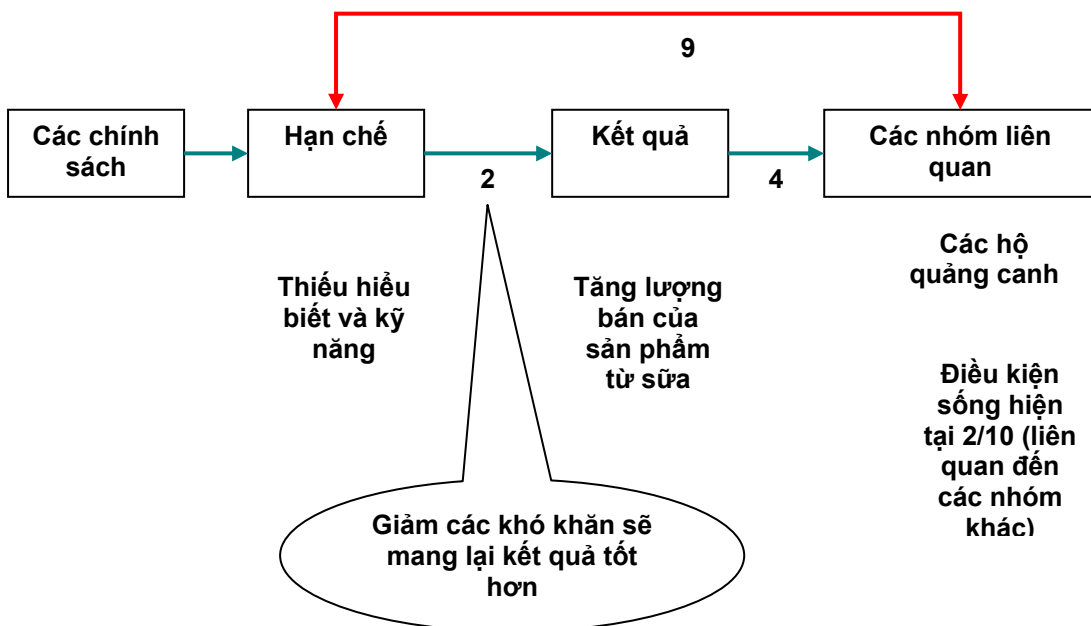 9
Các chính
sách
Hạn chế
Kết quả
Các nhóm liên
quan
2
4
Thiếu hiểu
biết và kỹ
năng
Tăng lượng
bán của
sản phẩm
từ sữa
Các hộ
quảng canh
Điều kiện
sống hiện
tại 2/10 (liên
quan đến
các nhóm
khác)
Giảm các khó khăn sẽ
mang lại kết quả tốt
hơn